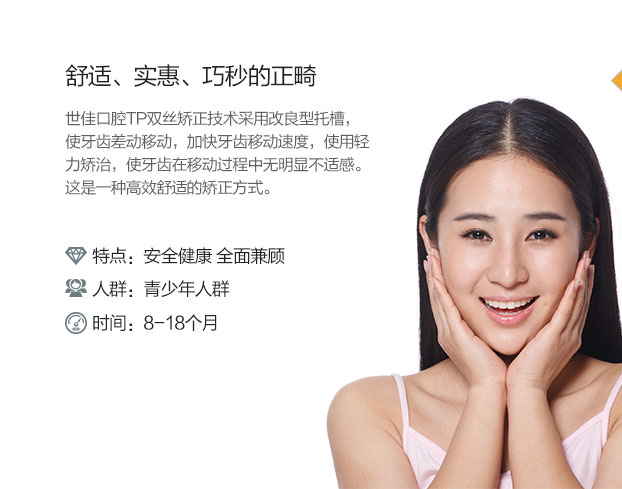 舒适、实惠、巧秒的正畸
世佳口腔TP双丝矫正技术采用改良型托槽，
使牙齿差动移动，加快牙齿移动速度，使用轻
力矫治，使牙齿在移动过程中无明显不适感。
这是一种高效舒适的矫正方式。
特点：安全健康 全面兼顾
人群：青少年人群
时间：8-18个月